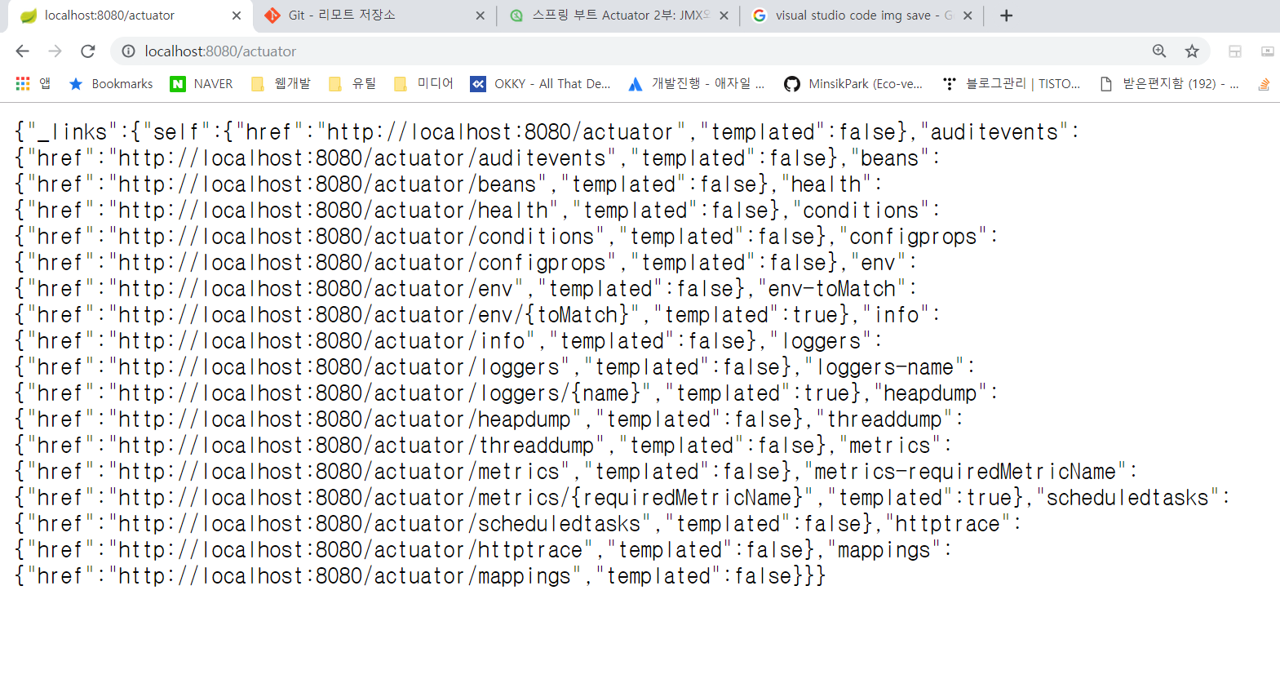 localhost:8080/actuator
Git - 리모트 저장소
스프링 부트 Actuator 2부: JMX
visual studio code img save - G
localhost:8080/actuator
앱
Bookmarks
NAVER
웹개발
유틸
미디어
OKKY - All That De...
개발진행 - 애자일 ...
MinsikPark (Eco-ve...
블로그관리 | TISTO...
받은편지함 (192) - ...
{"_links":{"self":{"href":"http://localhost:8080/actuator","templated":false},"auditevents":
{"href":"http://localhost:8080/actuator/auditevents","templated":false},"beans":
{"href":"http://localhost:8080/actuator/beans","templated":false},"health":
{"href":"http://localhost:8080/actuator/health","templated":false},"conditions":
{"href":"http://localhost:8080/actuator/conditions","templated":false},"configprops":
{"href":"http://localhost:8080/actuator/configprops","templated":false},"env":
{"href":"http://localhost:8080/actuator/env","templated":false},"env-toMatch":
{"href":"http://localhost:8080/actuator/env/{toMatch}","templated":true},"info":
{"href":"http://localhost:8080/actuator/info","templated":false},"loggers":
{"href":"http://localhost:8080/actuator/loggers","templated":false},"loggers-name":
{"href":"http://localhost:8080/actuator/loggers/{name}","templated":true},"heapdump":
{"href":"http://localhost:8080/actuator/heapdump","templated":false},"threaddump":
{"href":"http://localhost:8080/actuator/threaddump","templated":false},"metrics":
{"href":"http://localhost:8080/actuator/metrics","templated":false},"metrics-requiredMetricName":
{"href":"http://localhost:8080/actuator/metrics/{requiredMetricName}","templated":true},"scheduledtasks":
{"href":"http://localhost:8080/actuator/scheduledtasks","templated":false},"httptrace":
{"href":"http://localhost:8080/actuator/httptrace","templated":false},"mappings":
{"href":"http://localhost:8080/actuator/mappings","templated":false}}}